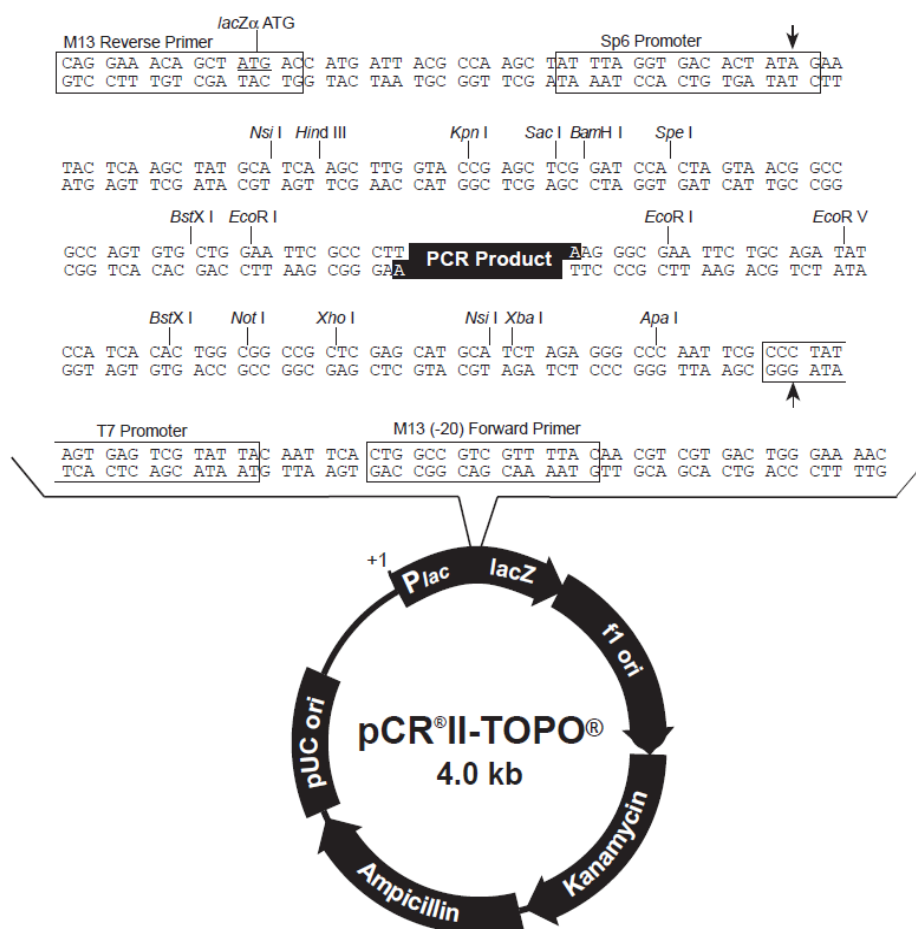 lacZα ATG
M13 Reverse Primer
Sp6 Promoter
CAG GAA ACA GCT ATG ACC ATG ATT ACG CCA AGC TAT TTA GGT GAC ACT ATA GAA
GTC CTT TGT CGA TAC TGG TAC TAA TGC GGT TCG ATA AAT CCA CTG TGA TAT CTT
Nsi I Hind III Kpn I Sac I BamH I Spe I
TAC TCA AGC TAT GCA TCA AGC TTG GTA CCG AGC TCG GAT CCA CTA GTA ACG GCC
ATG AGT TCG ATA CGT AGT TCG AAC CAT GGC TCG AGC CTA GGT GAT CAT TGC CGG
BstX I EcoR I EcoR I EcoR V
GCC AGT GTG CTG GAA TTC GCC CTT PCR Product AAG GGC GAA TTC TGC AGA TAT
CGG TCA CAC GAC CTT AAG CGG GAA TTC CCG CTT AAG ACG TCT ATA
BstX I Not I Xho I Nsi I Xba I Apa I
CCA TCA CAC TGG CGG CCG CTC GAG CAT GCA TCT AGA GGG CCC AAT TCG CCC TAT
GGT AGT GTG ACC GCC GGC GAG CTC GTA CGT AGA TCT CCC GGG TTA AGC GGG ATA
T7 Promoter M13 (-20) Forward Primer
AGT GAG TCG TAT TAC AAT TCA CTG GCC GTC GTT TTA CAA CGT CGT GAC TGG GAA AAC
TCA CTC AGC ATA ATG TTA AGT GAC CGG CAG CAA AAT GTT GCA GCA CTG ACC CTT TTG
+1
Plac lacZ
f1 ori
pUC ori
pCR®II-TOPO®
4.0 kb
Kanamycin
Ampicillin